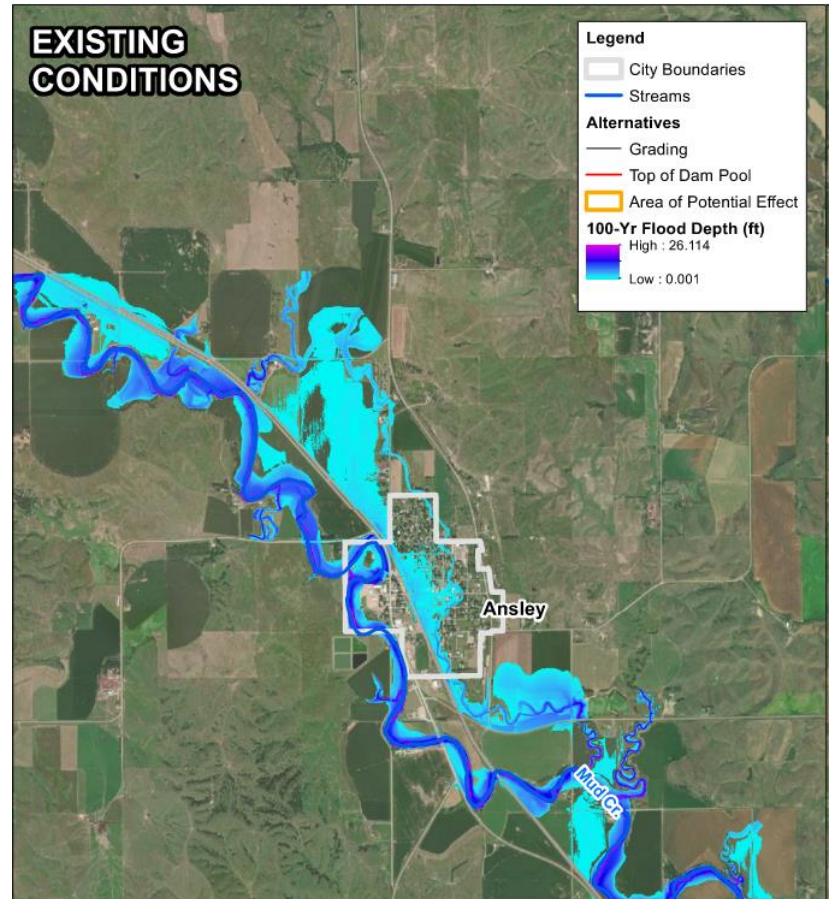 EXISTING
CONDITIONS
Legend
City Boundaries
Streams
Alternatives
Grading
Top of Dam Pool
Area of Potential Effect
100-Yr Flood Depth (ft)
High : 26.114
Low : 0.001
Ansley
Mud Cr.